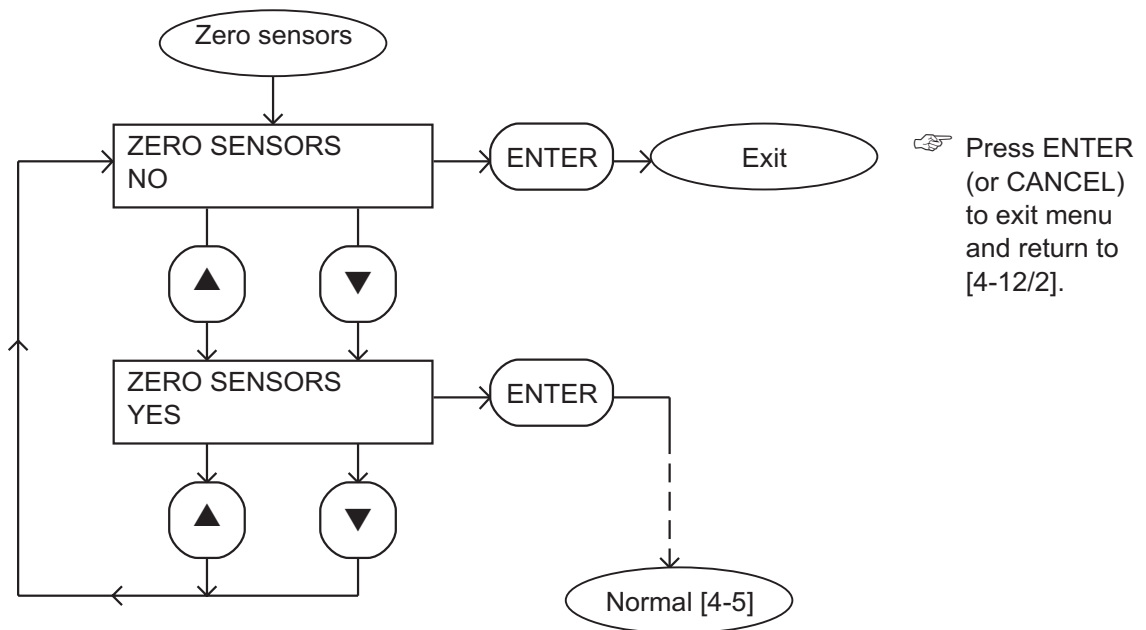 Zero sensors
ZERO SENSORS
NO
ENTER
Exit
Press ENTER
(or CANCEL)
to exit menu
and return to
[4-12/2].
ZERO SENSORS
YES
ENTER
Normal [4-5]